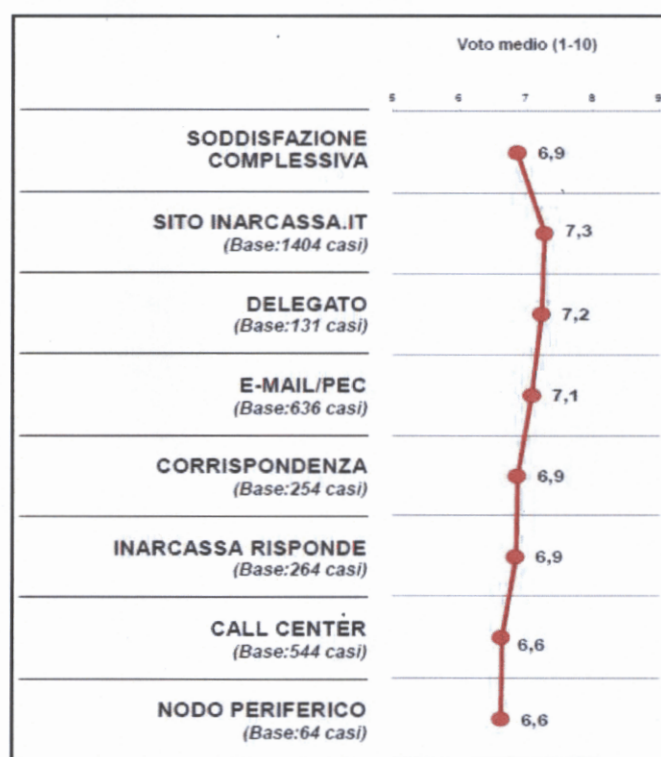 Voto medio (1-10)
5 6 7 8 9
SODDISFAZIONE
COMPLESSIVA
6,9
SITO INARCASSA.IT
(Base:1404 casi)
7,3
DELEGATO
(Base:131 casi)
7,2
E-MAIL/PEC
(Base:636 casi)
7,1
CORRISPONDENZA
(Base:254 casi)
6,9
INARCASSA RISPONDE
(Base:264 casi)
6,9
CALL CENTER
(Base:544 casi)
6,6
NODO PERIFERICO
(Base:64 casi)
6,6